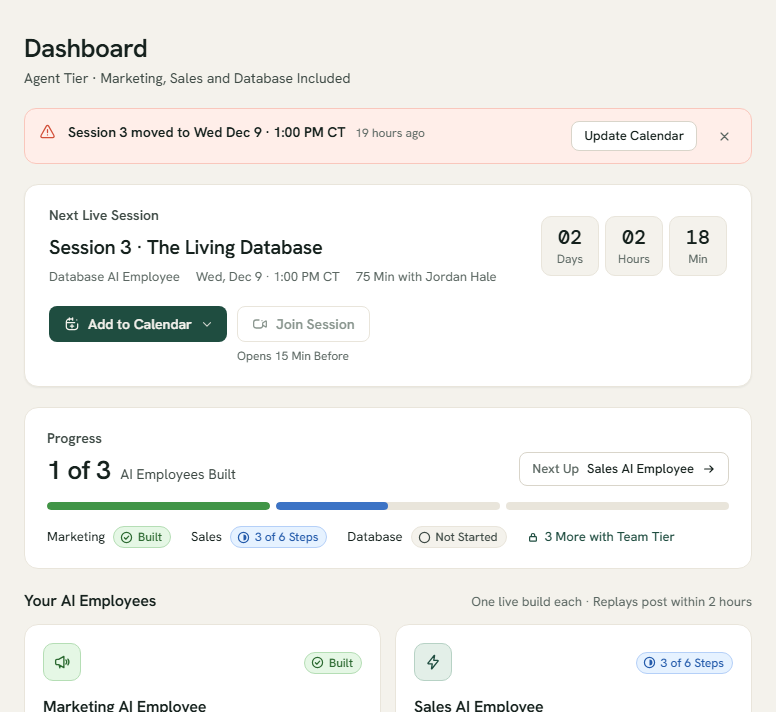 Dashboard
Agent Tier · Marketing, Sales and Database Included
Session 3 moved to Wed Dec 9 · 1:00 PM CT 19 hours ago Update Calendar
Next Live Session
Session 3 · The Living Database
Database AI Employee Wed, Dec 9 · 1:00 PM CT 75 Min with Jordan Hale
02 02 18
Days Hours Min
Add to Calendar Join Session
Opens 15 Min Before
Progress
1 of 3 AI Employees Built
Next Up Sales AI Employee →
Marketing Built Sales 3 of 6 Steps Database Not Started 3 More with Team Tier
Your AI Employees One live build each · Replays post within 2 hours
Built 3 of 6 Steps
Marketing AI Employee Sales AI Employee